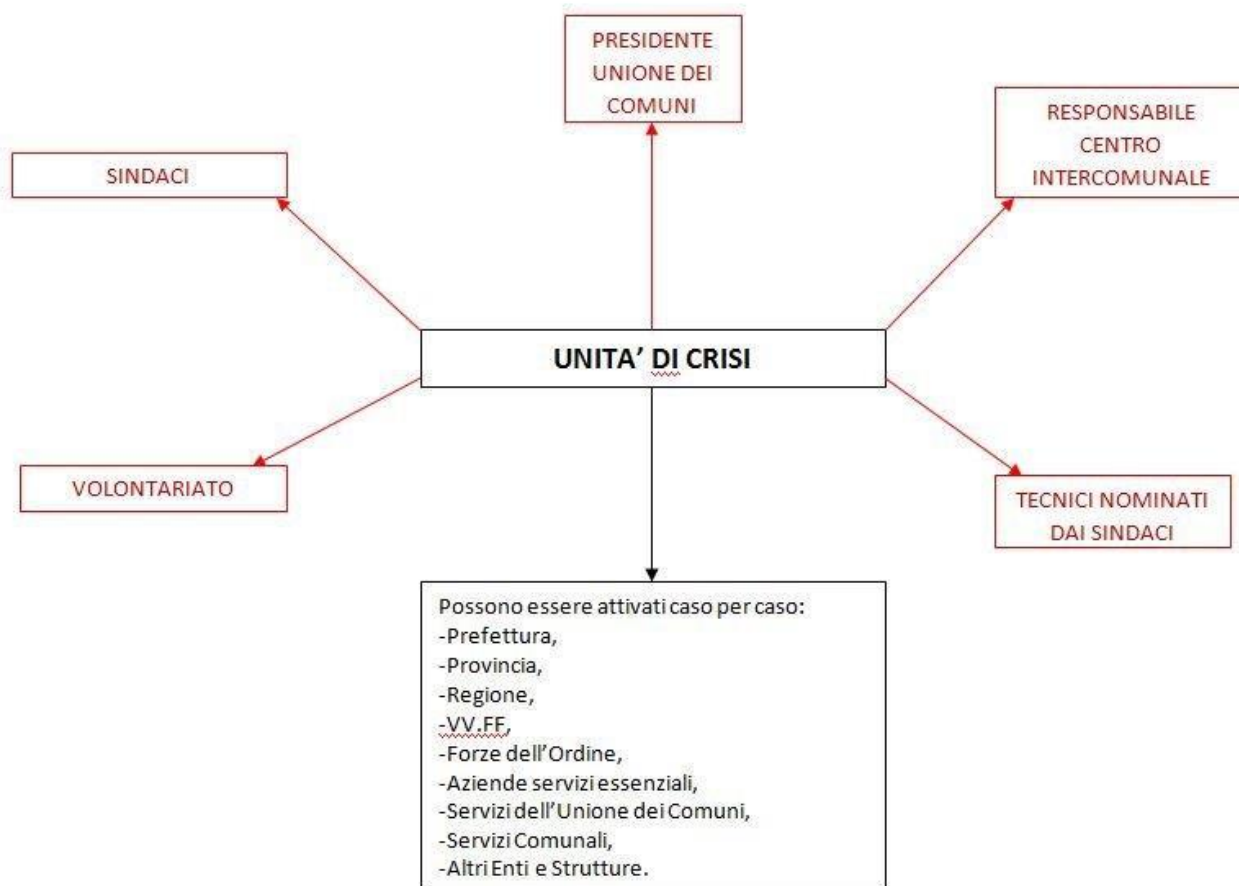 PRESIDENTE
UNIONE DEI
COMUNI
RESPONSABILE
CENTRO
INTERCOMUNALE
SINDACI
UNITA’ DI CRISI
VOLONTARIATO
TECNICI NOMINATI
DAI SINDACI
Possono essere attivati caso per caso:
-Prefettura,
-Provincia,
-Regione,
-VV.FF,
-Forze dell’Ordine,
-Aziende servizi essenziali,
-Servizi dell’Unione dei Comuni,
-Servizi Comunali,
-Altri Enti e Strutture.